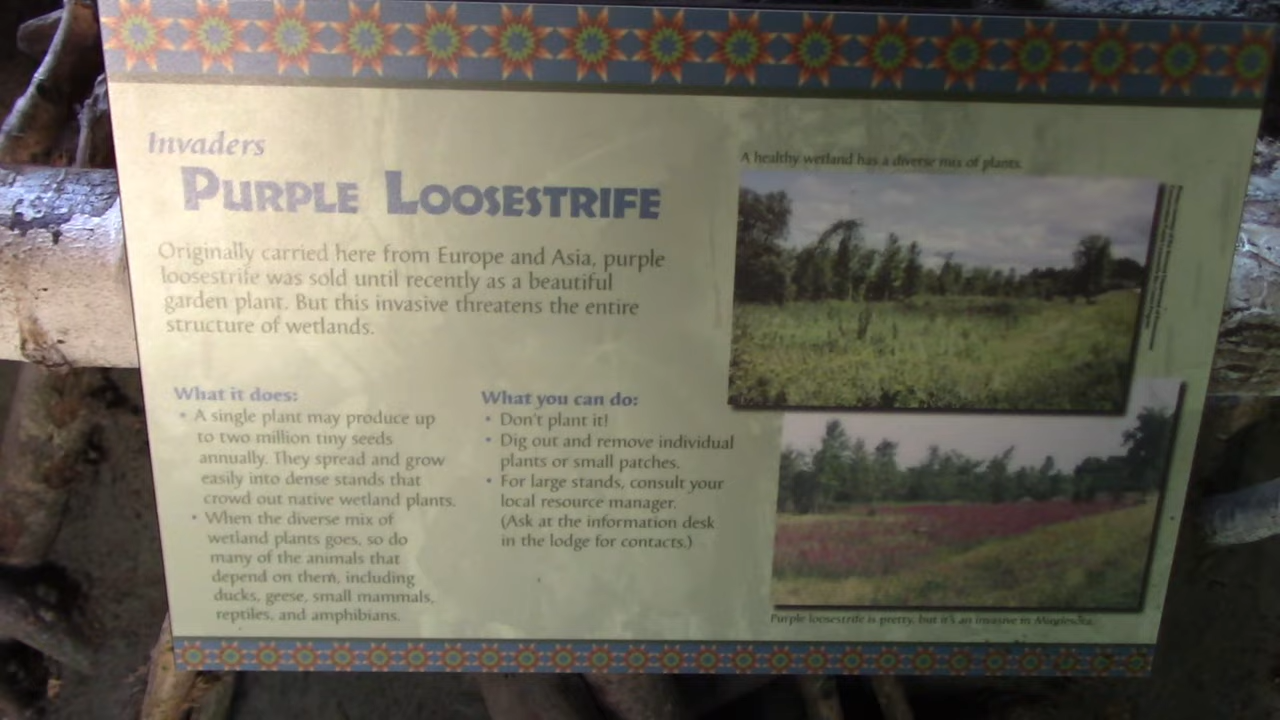 Invaders
PURPLE LOOSESTRIFE
Originally carried here from Europe and Asia, purple
loosestrife was sold until recently as a beautiful
garden plant. But this invasive threatens the entire
structure of wetlands.
What it does:
• A single plant may produce up
to two million tiny seeds
annually. They spread and grow
easily into dense stands that
crowd out native wetland plants.
• When the diverse mix of
wetland plants goes, so do
many of the animals that
depend on them, including
ducks, geese, small mammals,
reptiles, and amphibians.
What you can do:
• Don't plant it!
• Dig out and remove individual
plants or small patches.
• For large stands, consult your
local resource manager.
(Ask at the information desk
in the lodge for contacts.)
A healthy wetland has a diverse mix of plants.
Purple loosestrife is pretty, but it's an invasive in Minnesota.